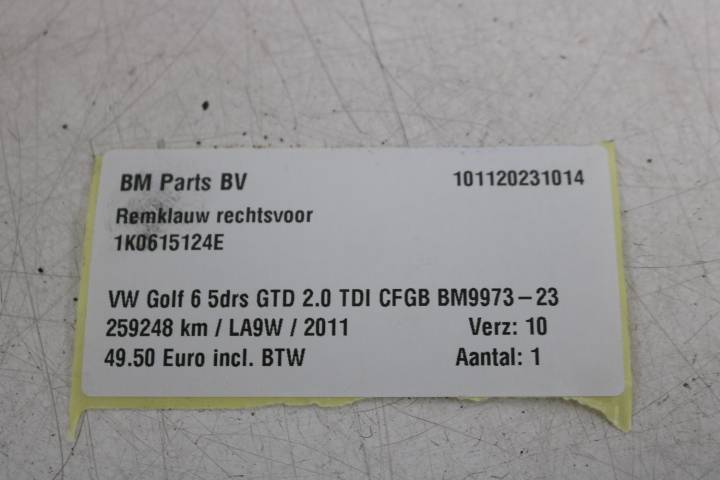 BM Parts BV 101120231014
Remklauw rechtsvoor
1K0615124E
VW Golf 6 5drs GTD 2.0 TDI CFGB BM9973-23
259248 km / LA9W / 2011 Verz: 10
49.50 Euro incl. BTW Aantal: 1